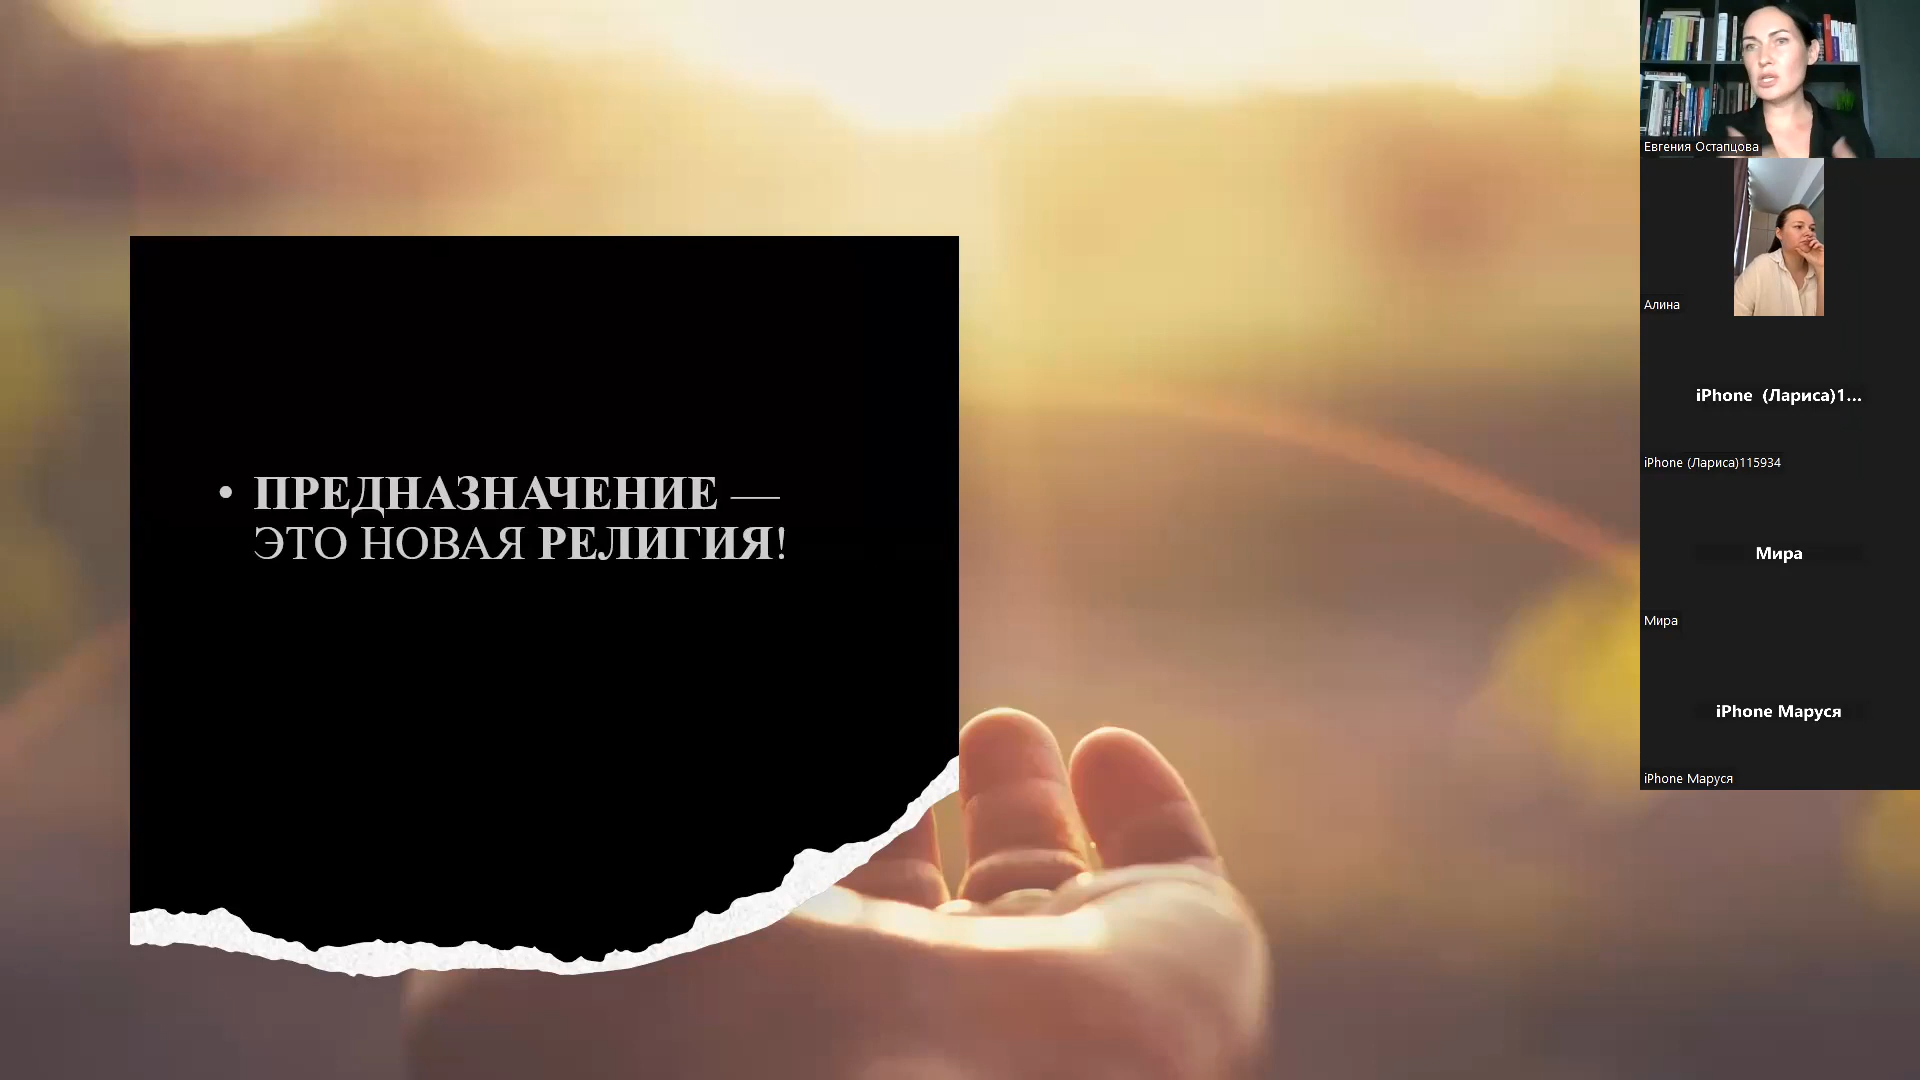 • ПРЕДНАЗНАЧЕНИЕ —
ЭТО НОВАЯ РЕЛИГИЯ!
Евгения Остапцова
Алина
iPhone (Лариса)1...
iPhone (Лариса)115934
Мира
Мира
iPhone Маруся
iPhone Маруся